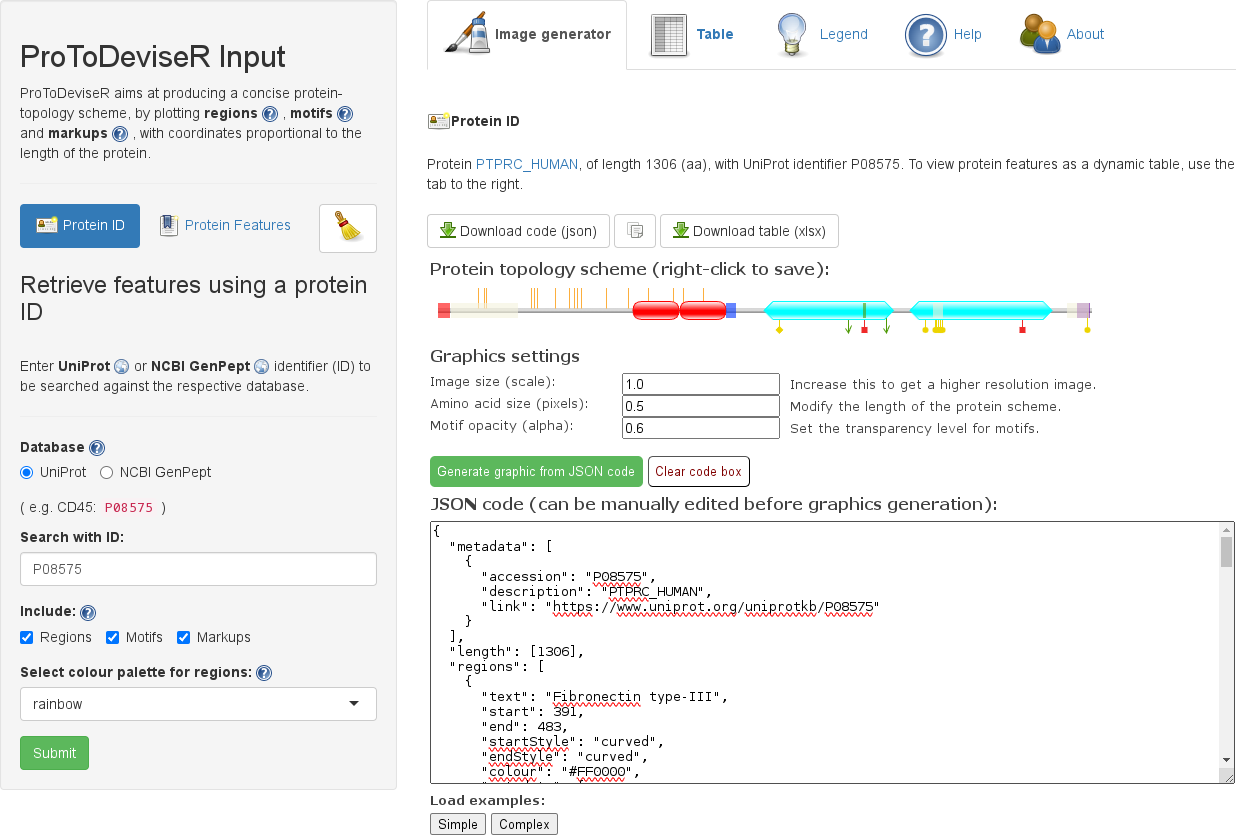 ProToDeviseR Input
ProToDeviseR aims at producing a concise protein-
topology scheme, by plotting regions ? , motifs ?
and markups ? , with coordinates proportional to the
length of the protein.
Protein ID
Protein Features
Retrieve features using a protein
ID
Enter UniProt or NCBI GenPept identifier (ID) to
be searched against the respective database.
Database ?
UniProt NCBI GenPept
( e.g. CD45: P08575 )
Search with ID:
P08575
Include: ?
Regions Motifs Markups
Select colour palette for regions: ?
rainbow
Submit
Image generator
Table
Legend
? Help
About
Protein ID
Protein PTPRC_HUMAN, of length 1306 (aa), with UniProt identifier P08575. To view protein features as a dynamic table, use the
tab to the right.
Download code (json) Download table (xlsx)
Protein topology scheme (right-click to save):
Graphics settings
Image size (scale): 1.0 Increase this to get a higher resolution image.
Amino acid size (pixels): 0.5 Modify the length of the protein scheme.
Motif opacity (alpha): 0.6 Set the transparency level for motifs.
Generate graphic from JSON code Clear code box
JSON code (can be manually edited before graphics generation):
{
"metadata": [
{
"accession": "P08575",
"description": "PTPRC_HUMAN",
"link": "https://www.uniprot.org/uniprotkb/P08575"
}
],
"length": [1306],
"regions": [
{
"text": "Fibronectin type-III",
"start": 391,
"end": 483,
"startStyle": "curved",
"endStyle": "curved",
"colour": "#FF0000",
Load examples:
Simple Complex